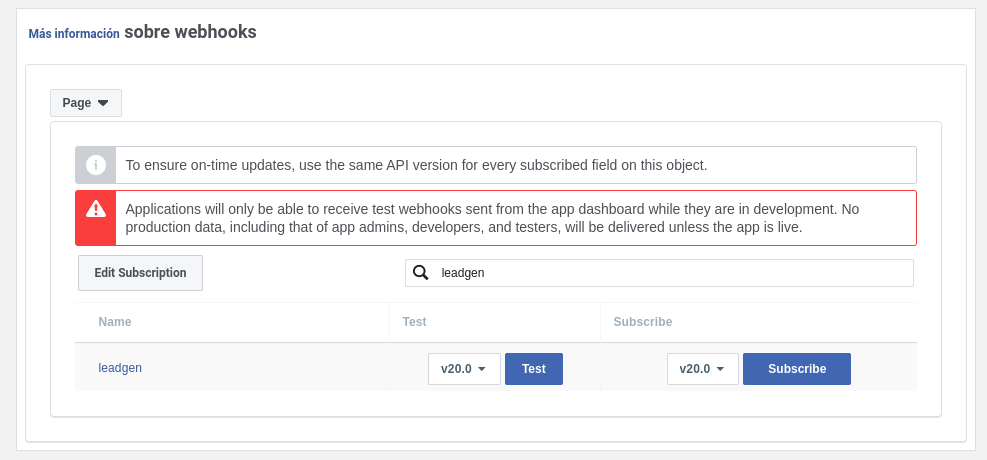 Más información sobre webhooks
Page
To ensure on-time updates, use the same API version for every subscribed field on this object.
Applications will only be able to receive test webhooks sent from the app dashboard while they are in development. No
production data, including that of app admins, developers, and testers, will be delivered unless the app is live.
Edit Subscription
leadgen
Name Test Subscribe
leadgen v20.0 Test v20.0 Subscribe